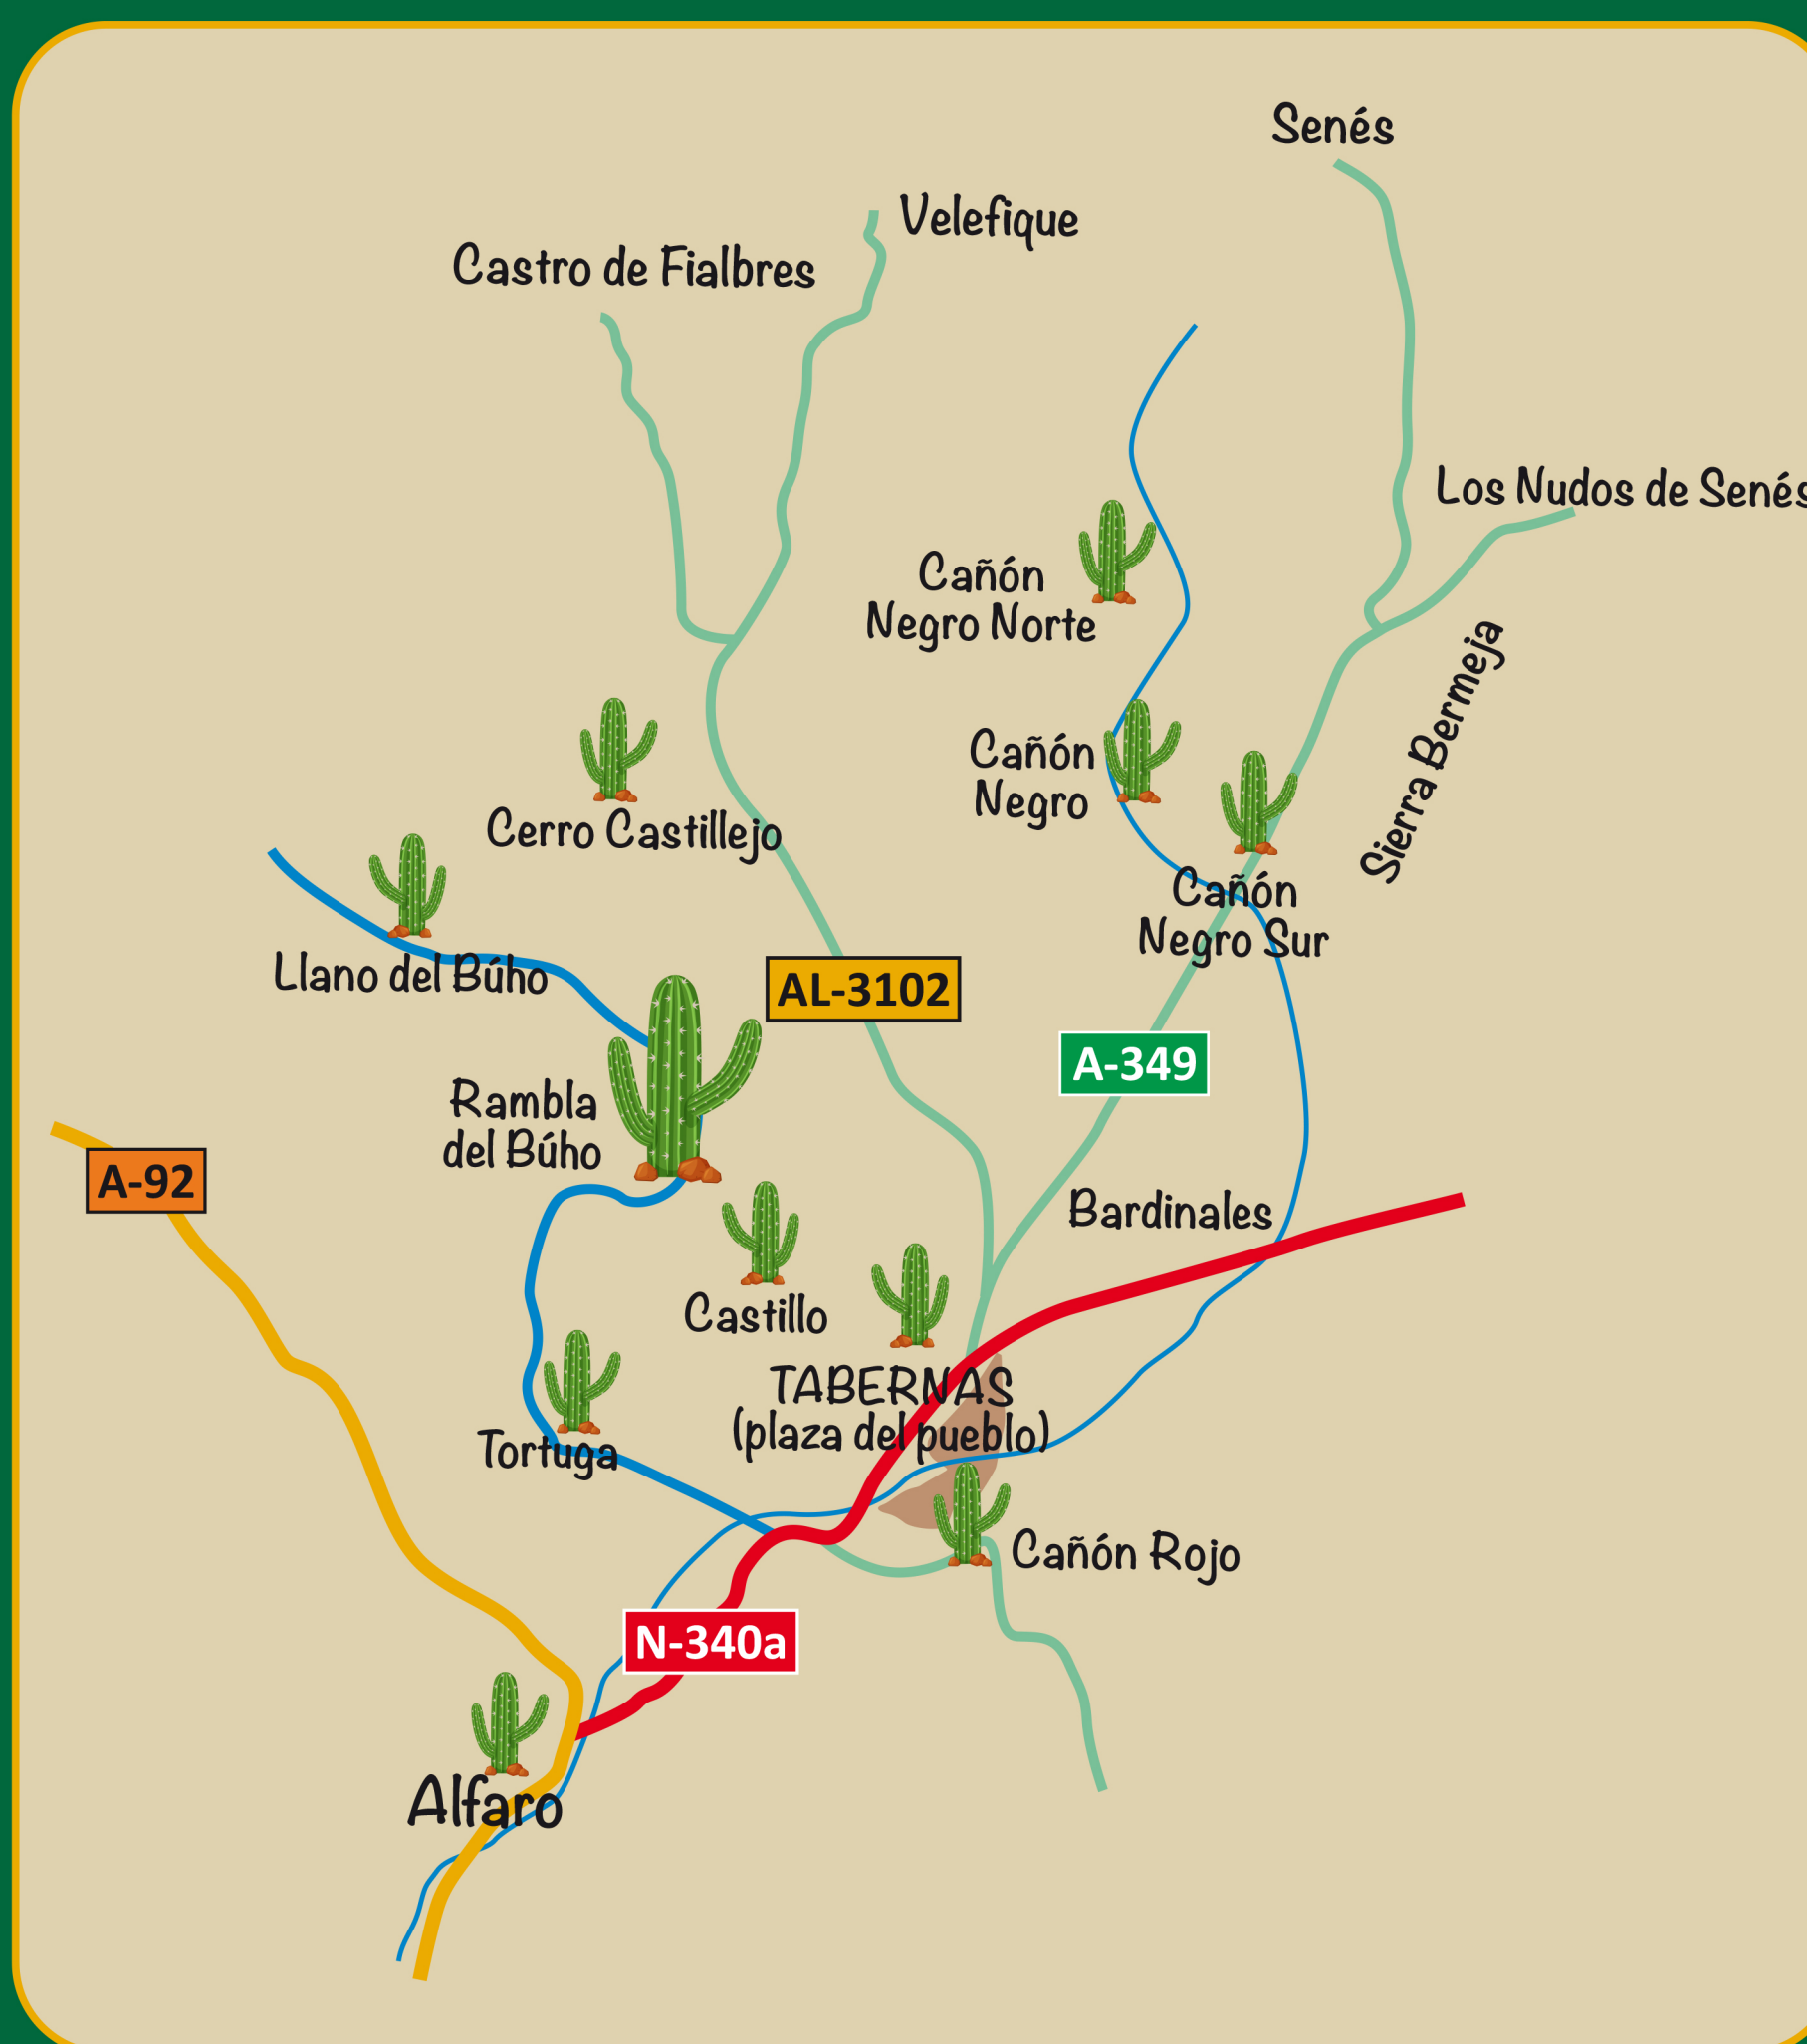 Senés
Velefique
Castro de Fialbres
Los Nudos de Senés
Cañón
Negro Norte
Sierra Bermeja
Cañón
Negro
Cerro Castillejo
Cañón
Negro Sur
Llano del Búho
AL-3102
A-349
Rambla
del Búho
A-92
Bardinales
Castillo
TABERNAS
(plaza del pueblo)
Tortuga
Cañón Rojo
N-340a
Alfaro